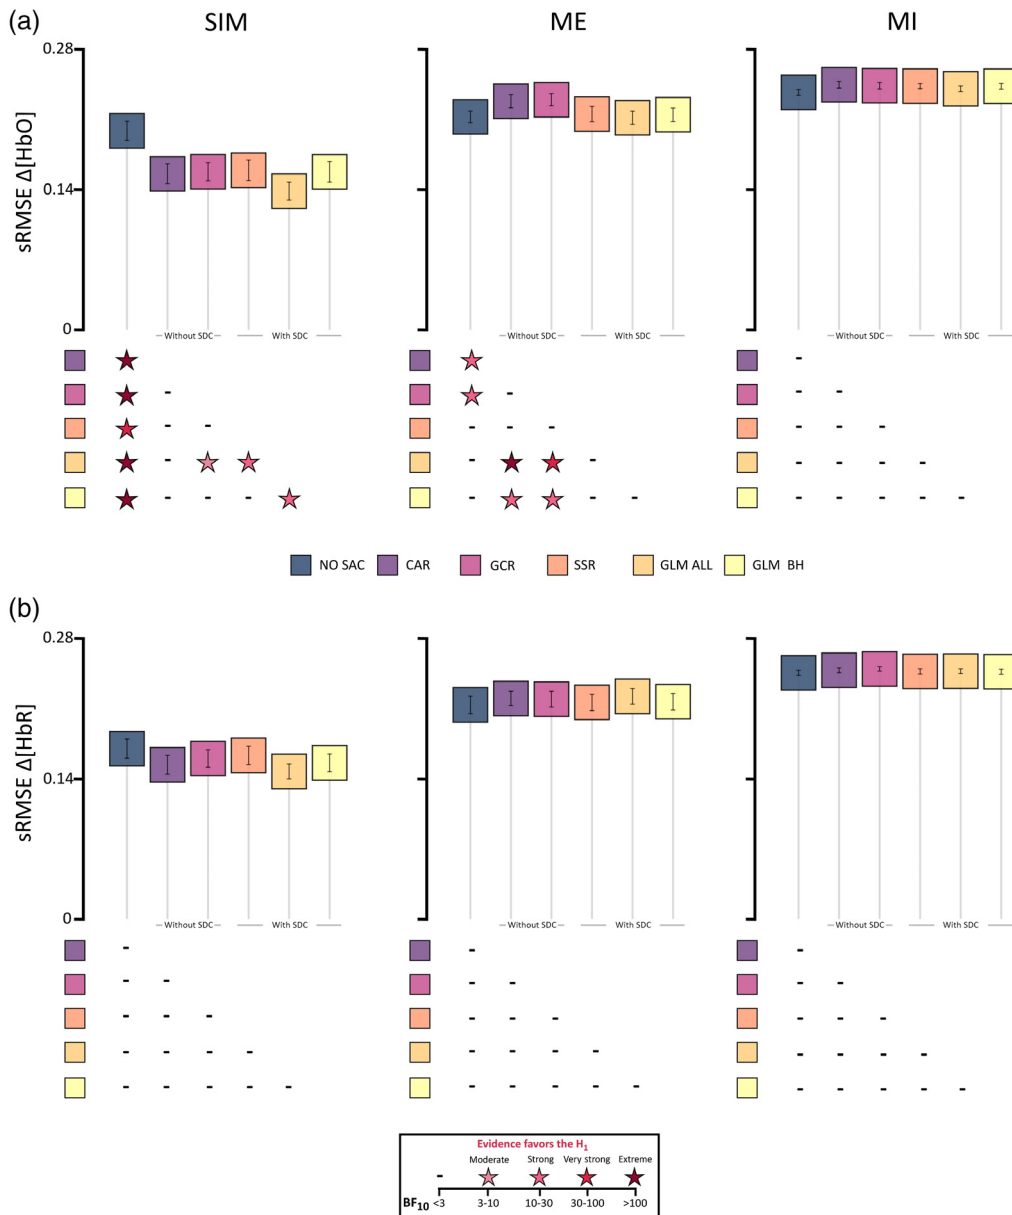 (a)
SIM ME MI
0.28
sRMSE Δ[HbO]
0.14
0
Without SDC With SDC Without SDC With SDC Without SDC With SDC
NO SAC CAR GCR SSR GLM ALL GLM BH
(b)
0.28
sRMSE Δ[HbR]
0.14
0
Without SDC With SDC Without SDC With SDC Without SDC With SDC
Evidence favors the H1
Moderate Strong Very strong Extreme
-
BF10 <3 3-10 10-30 30-100 >100